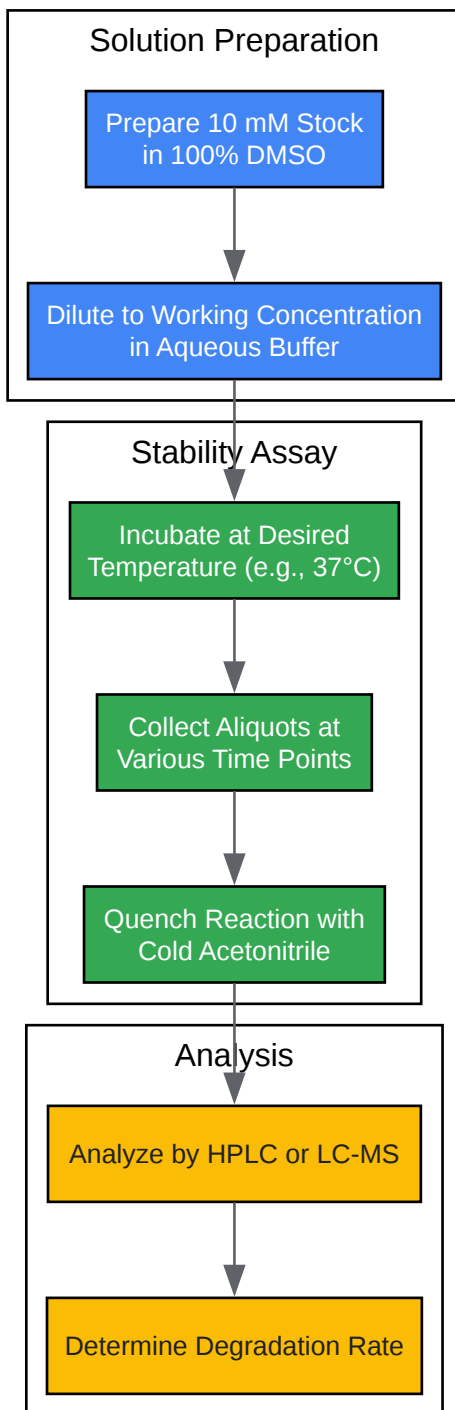 Solution Preparation
Prepare 10 mM Stock
in 100% DMSO
Dilute to Working Concentration
in Aqueous Buffer
Stability Assay
Incubate at Desired
Temperature (e.g., 37°C)
Collect Aliquots at
Various Time Points
Quench Reaction with
Cold Acetonitrile
Analysis
Analyze by HPLC or LC-MS
Determine Degradation Rate